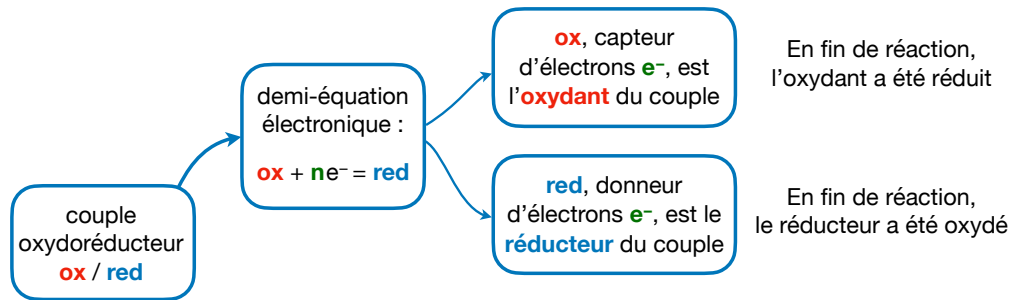 couple
oxydoréducteur
ox / red
demi-équation
électronique :
ox + ne⁻ = red
ox, capteur
d'électrons e⁻, est
l'oxydant du couple
En fin de réaction,
l'oxydant a été réduit
red, donneur
d'électrons e⁻, est le
réducteur du couple
En fin de réaction,
le réducteur a été oxydé